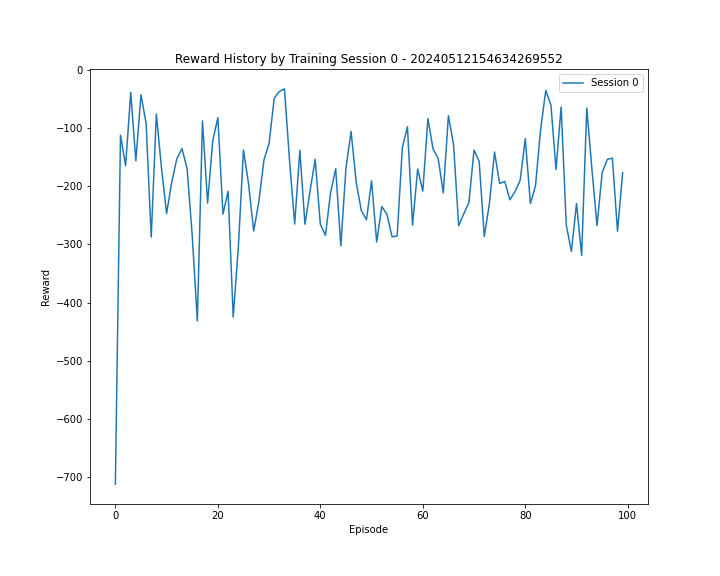 Reward History by Training Session 0 - 20240512154634269552
Session 0
0
−100
−200
−300
−400
−500
−600
−700
Reward
0 20 40 60 80 100
Episode